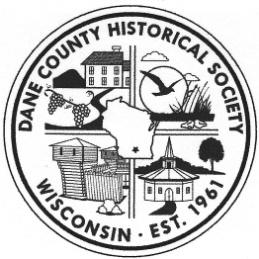 DANE COUNTY HISTORICAL SOCIETY
WISCONSIN · EST. 1961